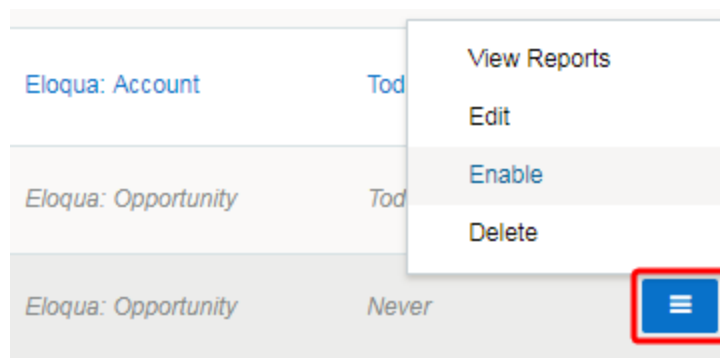 View Reports
Eloqua: Account Tod
Edit
Enable
Eloqua: Opportunity Tod
Delete
Eloqua: Opportunity Never